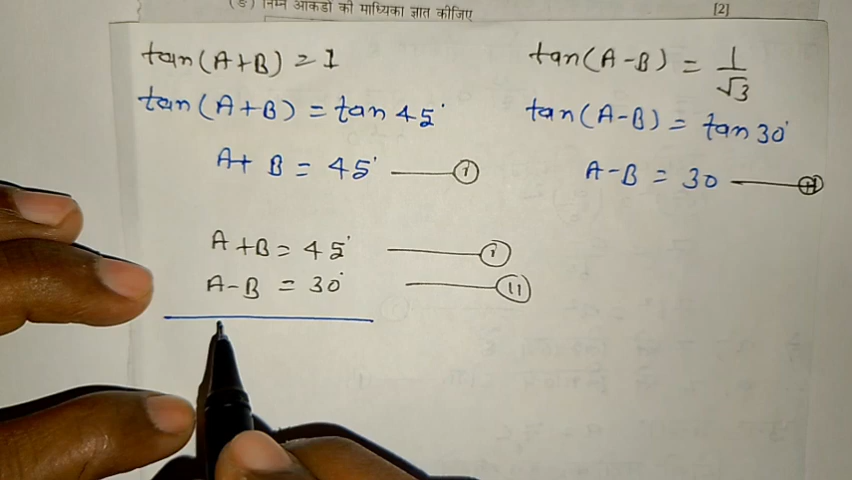 (ङ) निम्न आंकडो की माध्यिका ज्ञात कीजिए [2]
tan(A+B) = 1
tan(A-B) = 1/√3
tan(A+B) = tan 45°
tan(A-B) = tan 30°
A+B = 45° —— (i)
A-B = 30 —— (ii)
A+B = 45° —— (i)
A-B = 30° —— (ii)